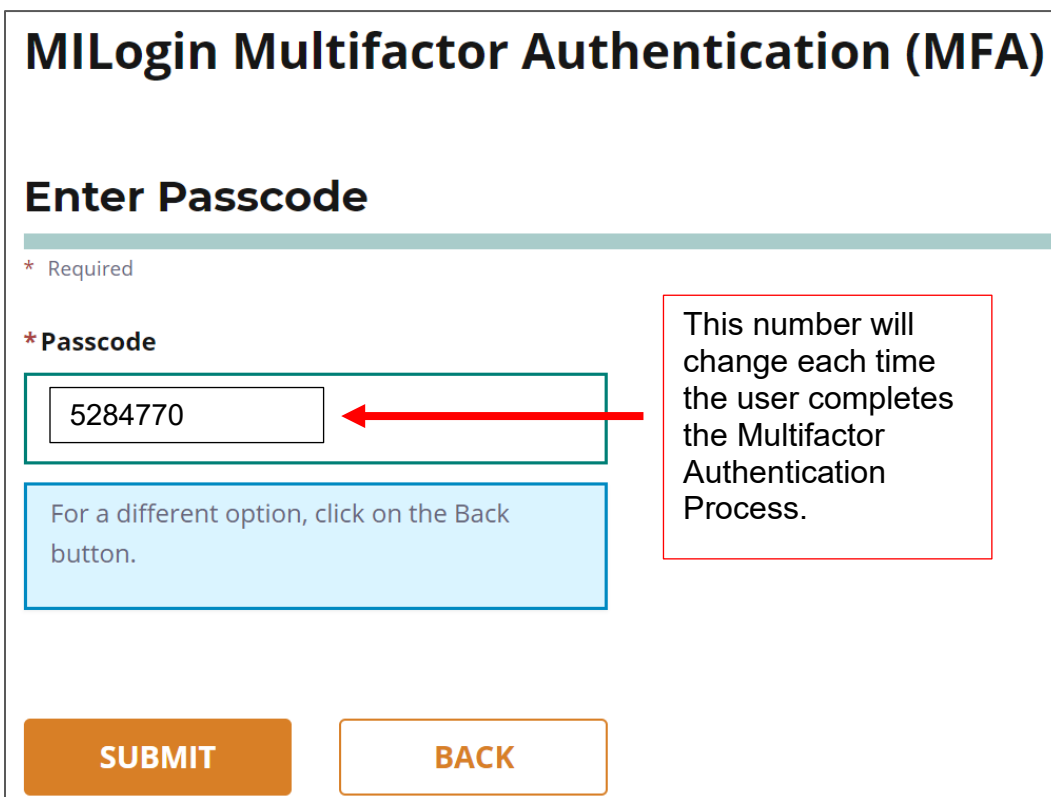 MILogin Multifactor Authentication (MFA)
Enter Passcode
* Required
*Passcode
5284770
This number will
change each time
the user completes
the Multifactor
Authentication
Process.
For a different option, click on the Back
button.
SUBMIT
BACK